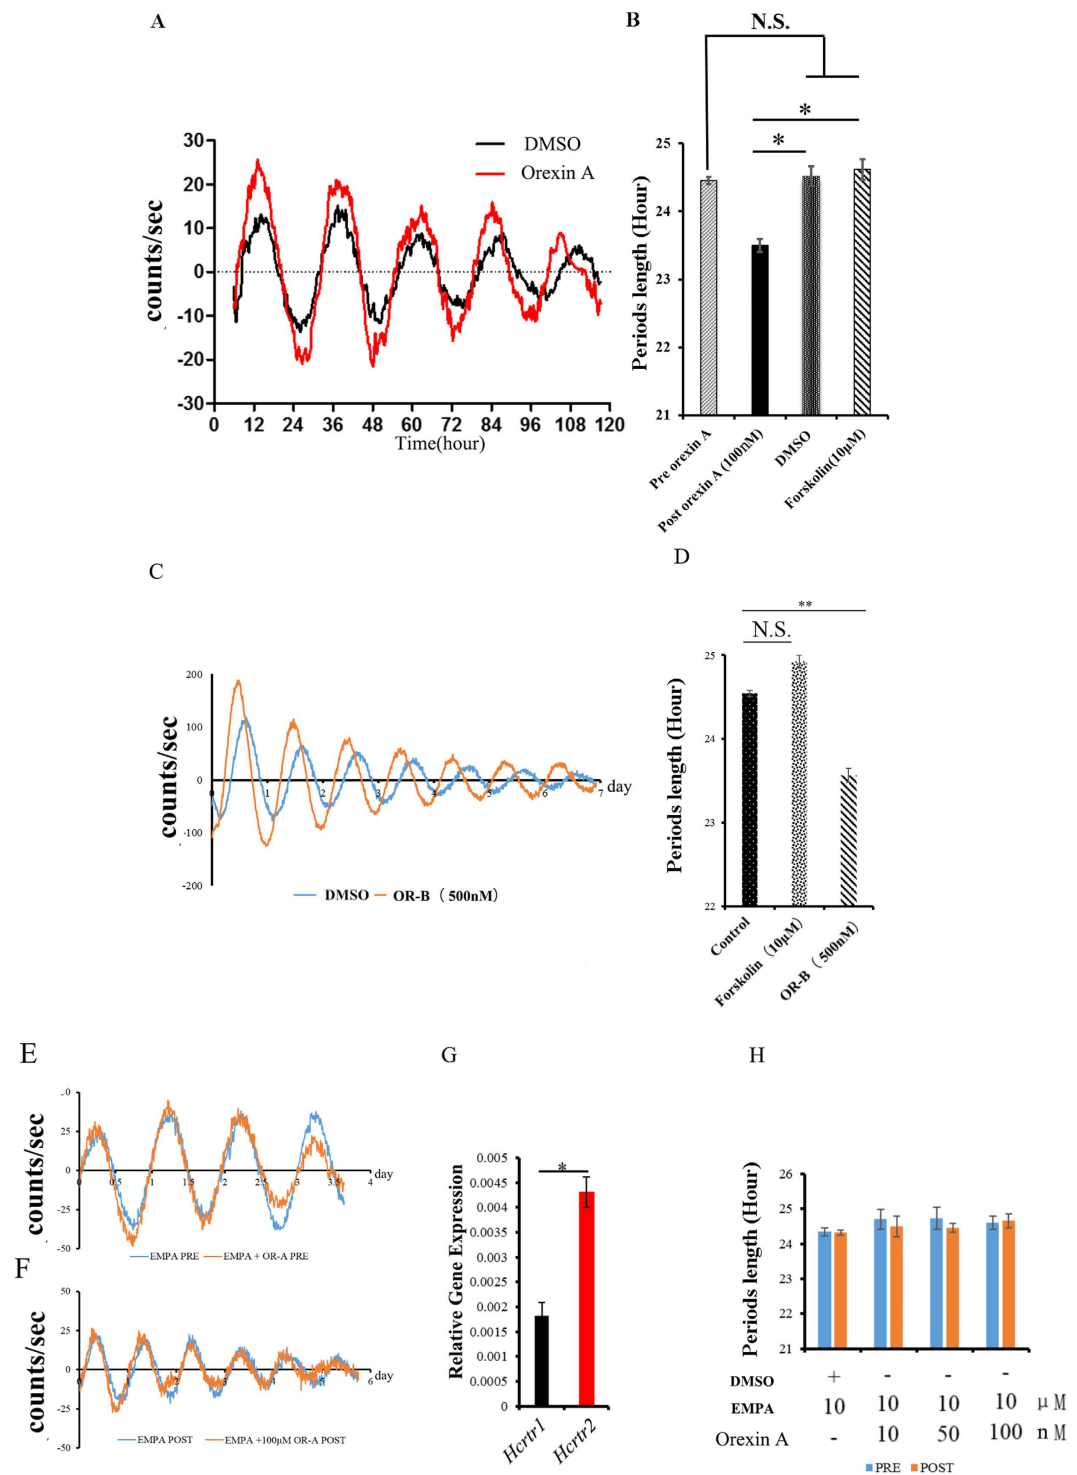 A
B
N.S.
*
*
DMSO
Orexin A
counts/sec
30
20
10
0
-10
-20
-30
0 12 24 36 48 60 72 84 96 108 120
Time(hour)
Periods length (Hour)
25
24
23
22
21
Pre orexin A
Post orexin A (100nM)
DMSO
Forskolin(10μM)
C
D
counts/sec
200
100
0
-100
-200
0 1 2 3 4 5 6 7 day
DMSO OR-B ( 500nM)
**
N.S.
Periods length (Hour)
25
24
23
22
Control
Forskolin (10μM)
OR-B ( 500nM)
E
counts/sec
25
0
-25
-50
0 0.5 1 1.5 2 2.5 3 3.5 4 day
EMPA PRE EMPA + OR-A PRE
F
counts/sec
50
25
0
-25
-50
0 1 2 3 4 5 6 day
EMPA POST EMPA +100μM OR-A POST
G
Relative Gene Expression
*
0.005
0.0045
0.004
0.0035
0.003
0.0025
0.002
0.0015
0.001
0.0005
0
Hcrtr1
Hcrtr2
H
Periods length (Hour)
26
25
24
23
22
21
DMSO + - - -
EMPA 10 10 10 10 μM
Orexin A - 10 50 100 nM
PRE POST